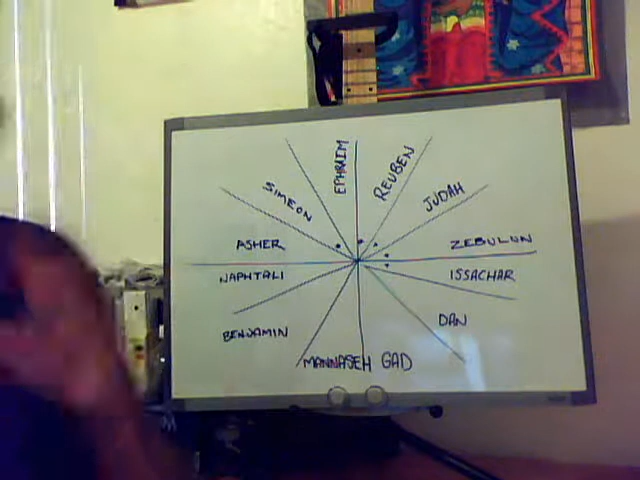 EPHRAIM
REUBEN
SIMEON
JUDAH
ASHER
ZEBULUN
NAPHTALI
ISSACHAR
BENJAMIN
DAN
MANNASEH GAD